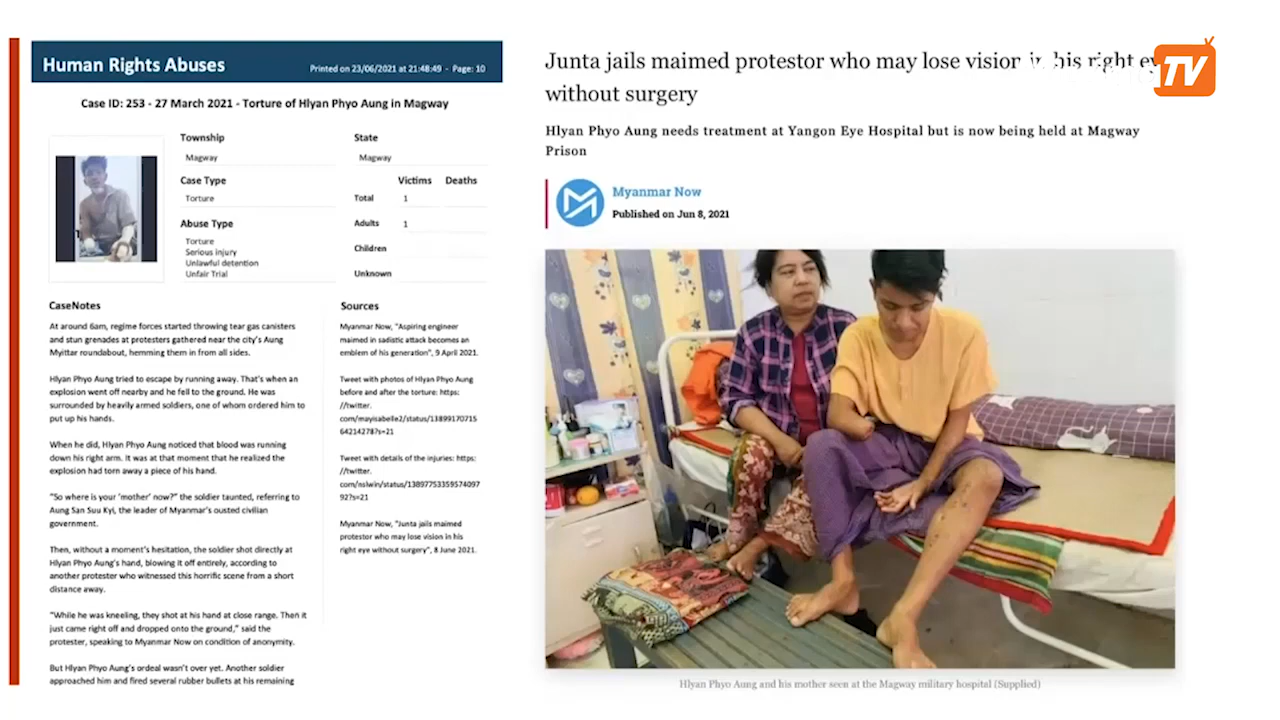 Human Rights Abuses
Printed on 23/06/2021 at 21:48:49 - Page: 10
Case ID: 253 - 27 March 2021 - Torture of Hlyan Phyo Aung in Magway
Township
Magway
State
Magway
Case Type
Torture
Victims Deaths
Total 1
Abuse Type
Adults 1
Torture
Serious injury
Unlawful detention
Unfair Trial
Children
Unknown
CaseNotes
At around 6am, regime forces started throwing tear gas canisters
and stun grenades at protesters gathered near the city's Aung
Myittar roundabout, hemming them in from all sides.
Hlyan Phyo Aung tried to escape by running away. That's when an
explosion went off nearby and he fell to the ground. He was
surrounded by heavily armed soldiers, one of whom ordered him to
put up his hands.
When he did, Hlyan Phyo Aung noticed that blood was running
down his right arm. It was at that moment that he realized the
explosion had torn away a piece of his hand.
"So where is your 'mother' now?" the soldier taunted, referring to
Aung San Suu Kyi, the leader of Myanmar's ousted civilian
government.
Then, without a moment's hesitation, the soldier shot directly at
Hlyan Phyo Aung's hand, blowing it off entirely, according to
another protester who witnessed this horrific scene from a short
distance away.
"While he was kneeling, they shot at his hand at close range. Then it
just came right off and dropped onto the ground," said the
protester, speaking to Myanmar Now on condition of anonymity.
But Hlyan Phyo Aung's ordeal wasn't over yet. Another soldier
approached him and fired several rubber bullets at his remaining
Sources
Myanmar Now, "Aspiring engineer
maimed in sadistic attack becomes an
emblem of his generation", 9 April 2021.
Tweet with photos of Hlyan Phyo Aung
before and after the torture: https:
//twitter.
com/mayisabelle2/status/13899170715
64214278?s=21
Tweet with details of the injuries: https:
//twitter.
com/nslwin/status/13897753359574097
92?s=21
Myanmar Now, "Junta jails maimed
protestor who may lose vision in his
right eye without surgery", 8 June 2021.
Junta jails maimed protestor who may lose vision in his right ey
without surgery
Hlyan Phyo Aung needs treatment at Yangon Eye Hospital but is now being held at Magway
Prison
Myanmar Now
Published on Jun 8, 2021
Hlyan Phyo Aung and his mother seen at the Magway military hospital (Supplied)
TV